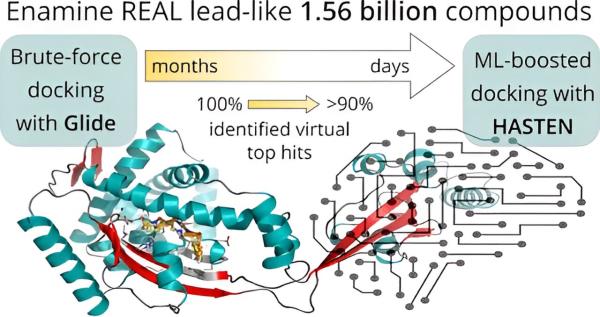 Enamine REAL lead-like 1.56 billion compounds
Brute-force
docking
with Glide
months
days
100%
>90%
identified virtual
top hits
ML-boosted
docking with
HASTEN